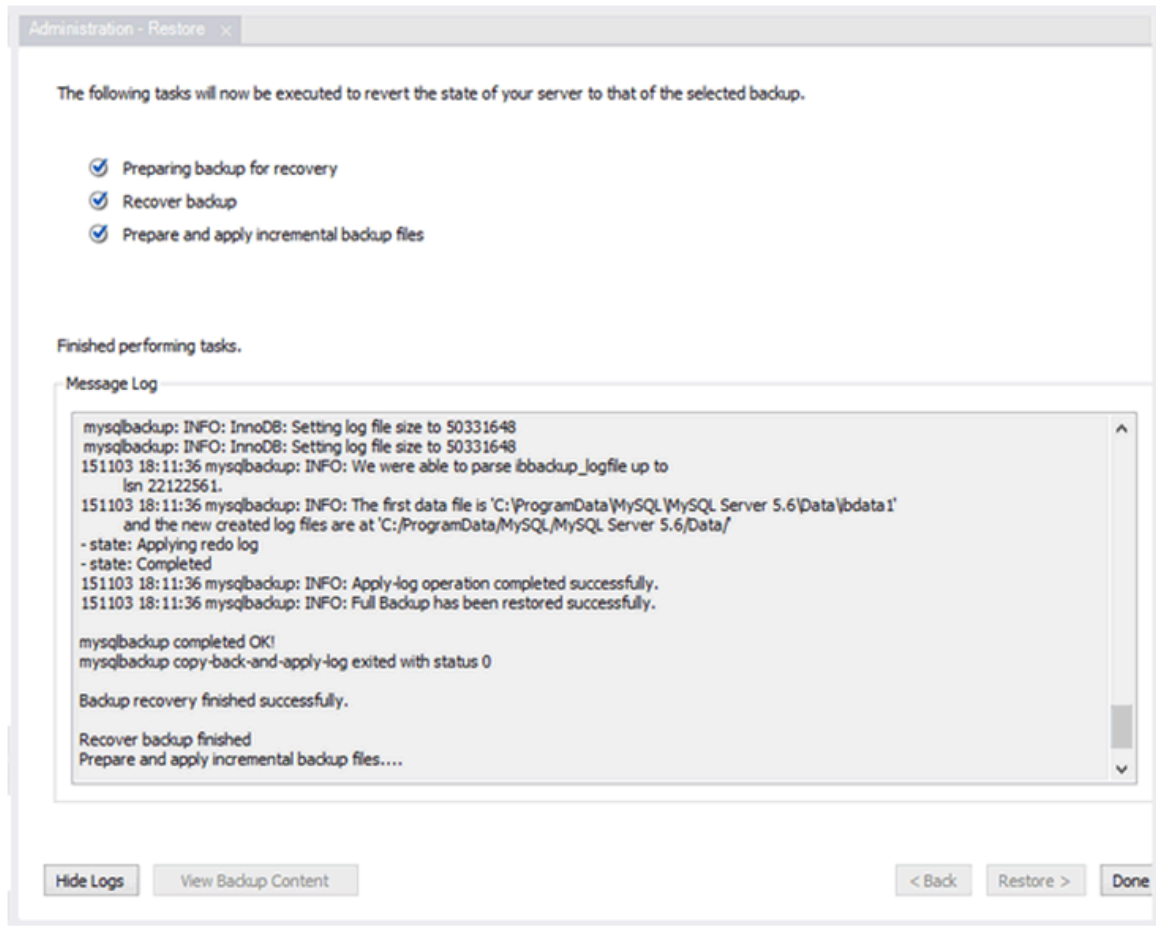 Administration - Restore ×
The following tasks will now be executed to revert the state of your server to that of the selected backup.
Preparing backup for recovery
Recover backup
Prepare and apply incremental backup files
Finished performing tasks.
Message Log
mysqlbackup: INFO: InnoDB: Setting log file size to 50331648
mysqlbackup: INFO: InnoDB: Setting log file size to 50331648
151103 18:11:36 mysqlbackup: INFO: We were able to parse ibbackup_logfile up to
lsn 22122561.
151103 18:11:36 mysqlbackup: INFO: The first data file is 'C:\ProgramData\MySQL\MySQL Server 5.6\Data\ibdata1'
and the new created log files are at 'C:/ProgramData/MySQL/MySQL Server 5.6/Data/'
- state: Applying redo log
- state: Completed
151103 18:11:36 mysqlbackup: INFO: Apply-log operation completed successfully.
151103 18:11:36 mysqlbackup: INFO: Full Backup has been restored successfully.
mysqlbackup completed OK!
mysqlbackup copy-back-and-apply-log exited with status 0
Backup recovery finished successfully.
Recover backup finished
Prepare and apply incremental backup files....
Hide Logs View Backup Content < Back Restore > Done